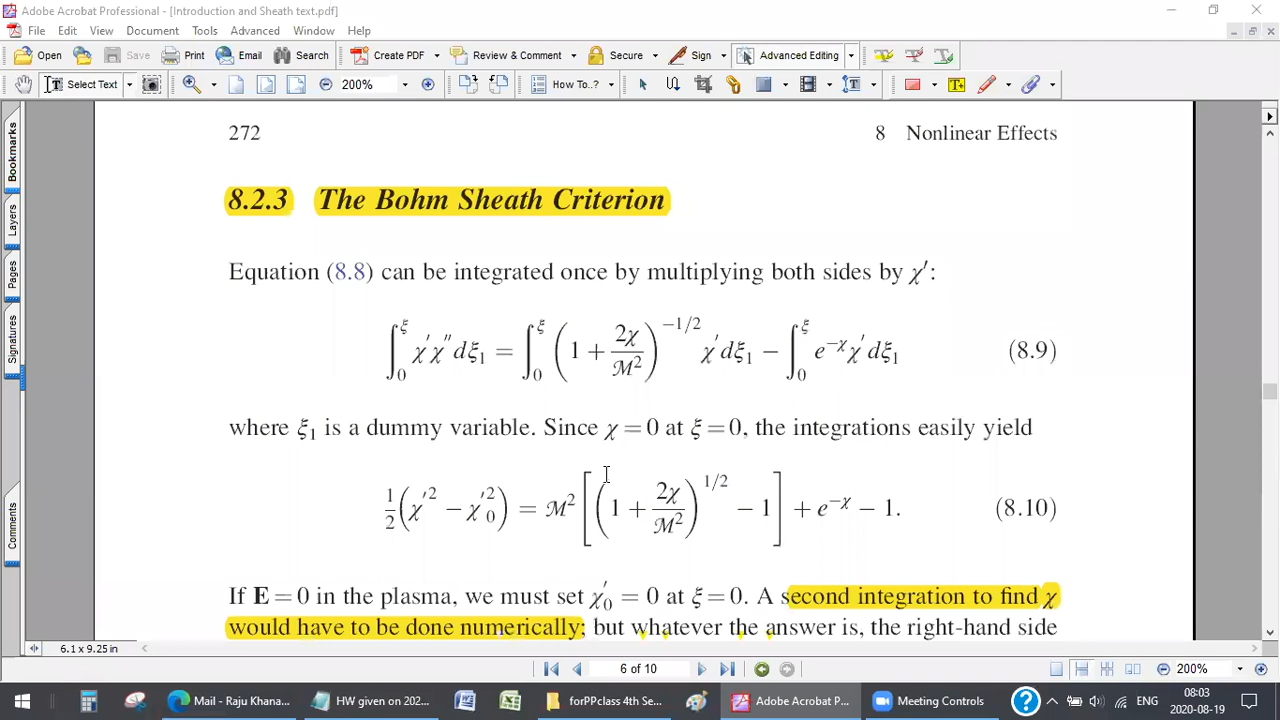 Adobe Acrobat Professional - [Introduction and Sheath text.pdf]
File Edit View Document Tools Advanced Window Help
Open Save Print Email Search Create PDF Review & Comment Secure Sign Advanced Editing
Select Text 200% How To..?
272 8 Nonlinear Effects
8.2.3 The Bohm Sheath Criterion
Equation (8.8) can be integrated once by multiplying both sides by χ′:
∫₀^ξ χ′χ″dξ₁ = ∫₀^ξ (1 + 2χ/ℳ²)^(−1/2) χ′dξ₁ − ∫₀^ξ e^(−χ)χ′dξ₁ (8.9)
where ξ₁ is a dummy variable. Since χ = 0 at ξ = 0, the integrations easily yield
1/2(χ′² − χ′₀²) = ℳ²[(1 + 2χ/ℳ²)^(1/2) − 1] + e^(−χ) − 1. (8.10)
If E = 0 in the plasma, we must set χ′₀ = 0 at ξ = 0. A second integration to find χ
would have to be done numerically; but whatever the answer is, the right-hand side
Bookmarks
Layers
Pages
Signatures
Comments
6.1 x 9.25 in
6 of 10 200%
Mail - Raju Khana... HW given on 202... forPPclass 4th Se... Adobe Acrobat P... Meeting Controls ENG 08:03
2020-08-19